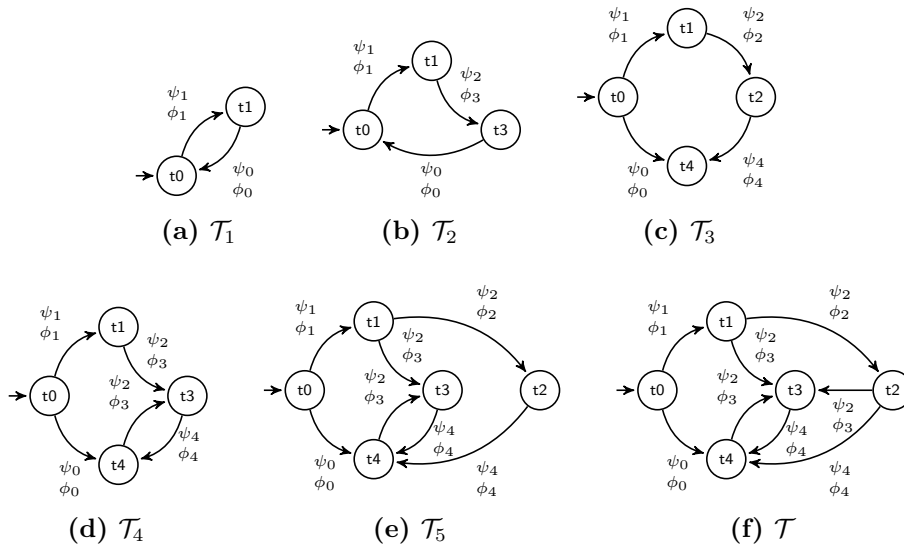 ψ1
ϕ1
t0
t1
ψ0
ϕ0
(a) 𝒯1
ψ1
ϕ1
t1
ψ2
ϕ3
t0
t3
ψ0
ϕ0
(b) 𝒯2
ψ1
ϕ1
t1
ψ2
ϕ2
t0
t2
ψ0
ϕ0
t4
ψ4
ϕ4
(c) 𝒯3
ψ1
ϕ1
t1
ψ2
ϕ3
t0
ψ2
ϕ3
t3
ψ0
ϕ0
t4
ψ4
ϕ4
(d) 𝒯4
ψ1
ϕ1
t1
ψ2
ϕ3
ψ2
ϕ2
t0
ψ2
ϕ3
t3
t2
ψ0
ϕ0
t4
ψ4
ϕ4
ψ4
ϕ4
(e) 𝒯5
ψ1
ϕ1
t1
ψ2
ϕ3
ψ2
ϕ2
t0
ψ2
ϕ3
t3
t2
ψ2
ϕ3
ψ0
ϕ0
t4
ψ4
ϕ4
ψ4
ϕ4
(f) 𝒯